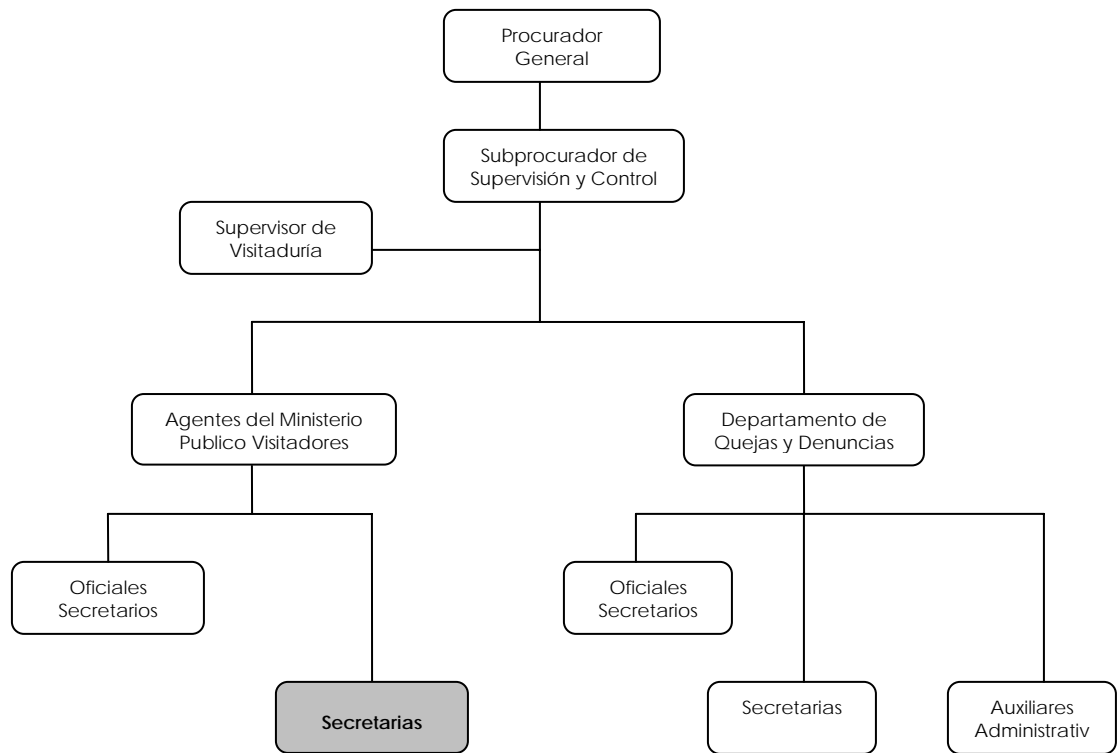 Procurador
General
Subprocurador de
Supervisión y Control
Supervisor de
Visitaduría
Agentes del Ministerio
Publico Visitadores
Departamento de
Quejas y Denuncias
Oficiales
Secretarios
Oficiales
Secretarios
Secretarias
Secretarias
Auxiliares
Administrativ